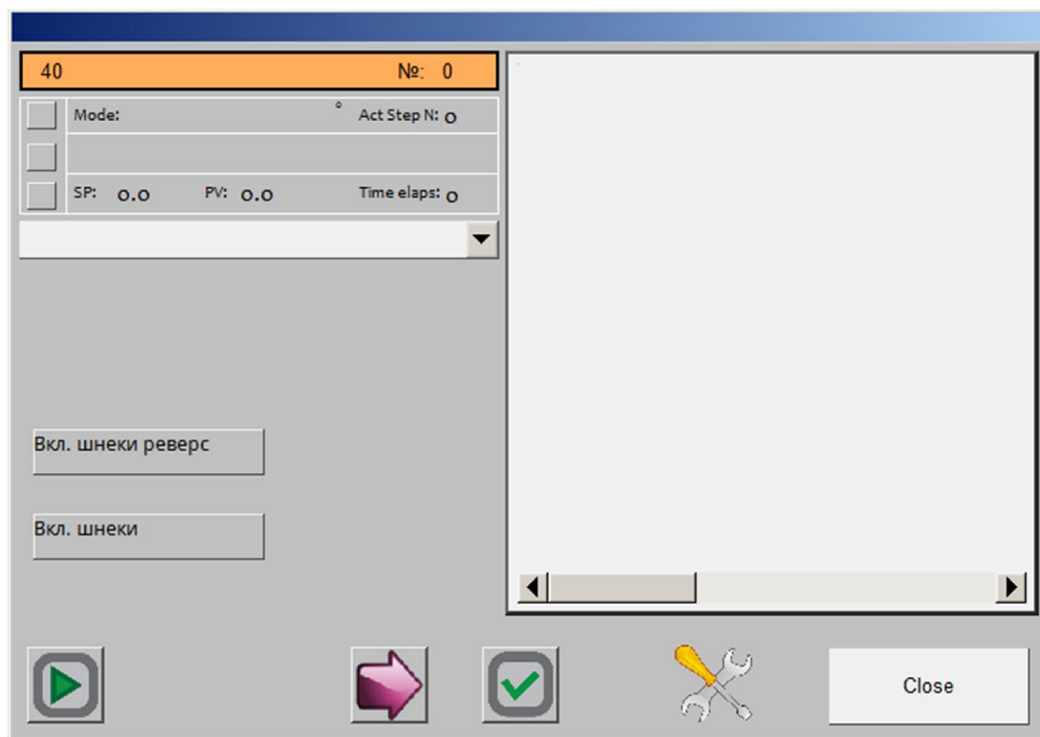 40 №: 0
Mode: ° Act Step N: 0
SP: 0.0 PV: 0.0 Time elaps: 0
Вкл. шнеки реверс
Вкл. шнеки
Close